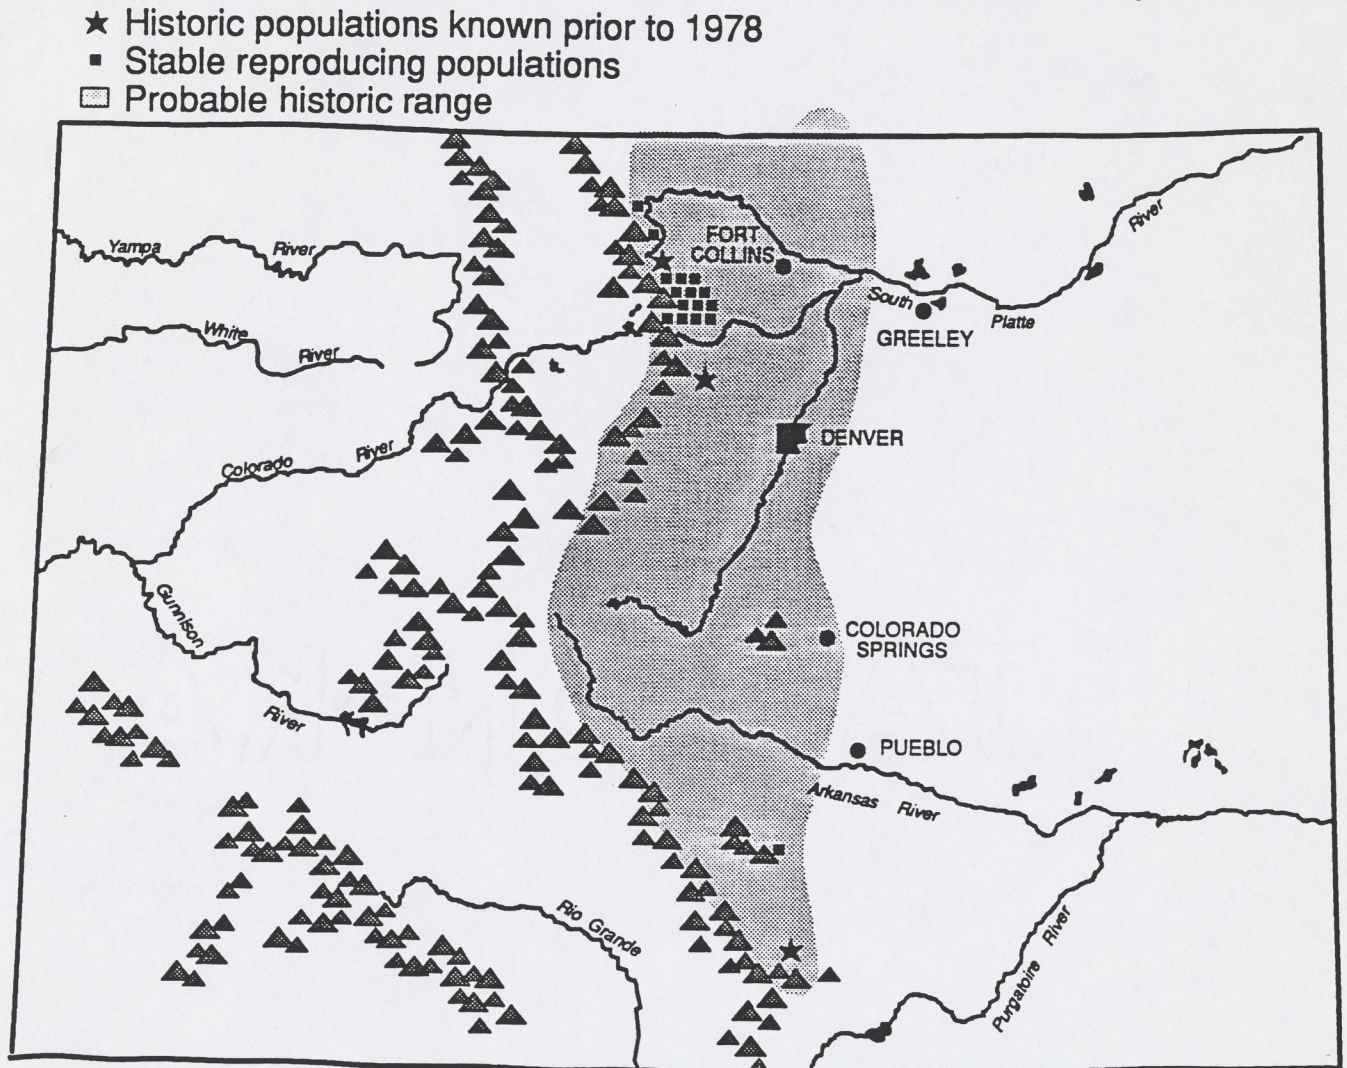 Historic populations known prior to 1978
Stable reproducing populations
Probable historic range
Yampa River
White River
Colorado River
Gunnison River
Rio Grande
FORT
COLLINS
South Platte River
GREELEY
DENVER
COLORADO
SPRINGS
PUEBLO
Arkansas River
Purgatoire River